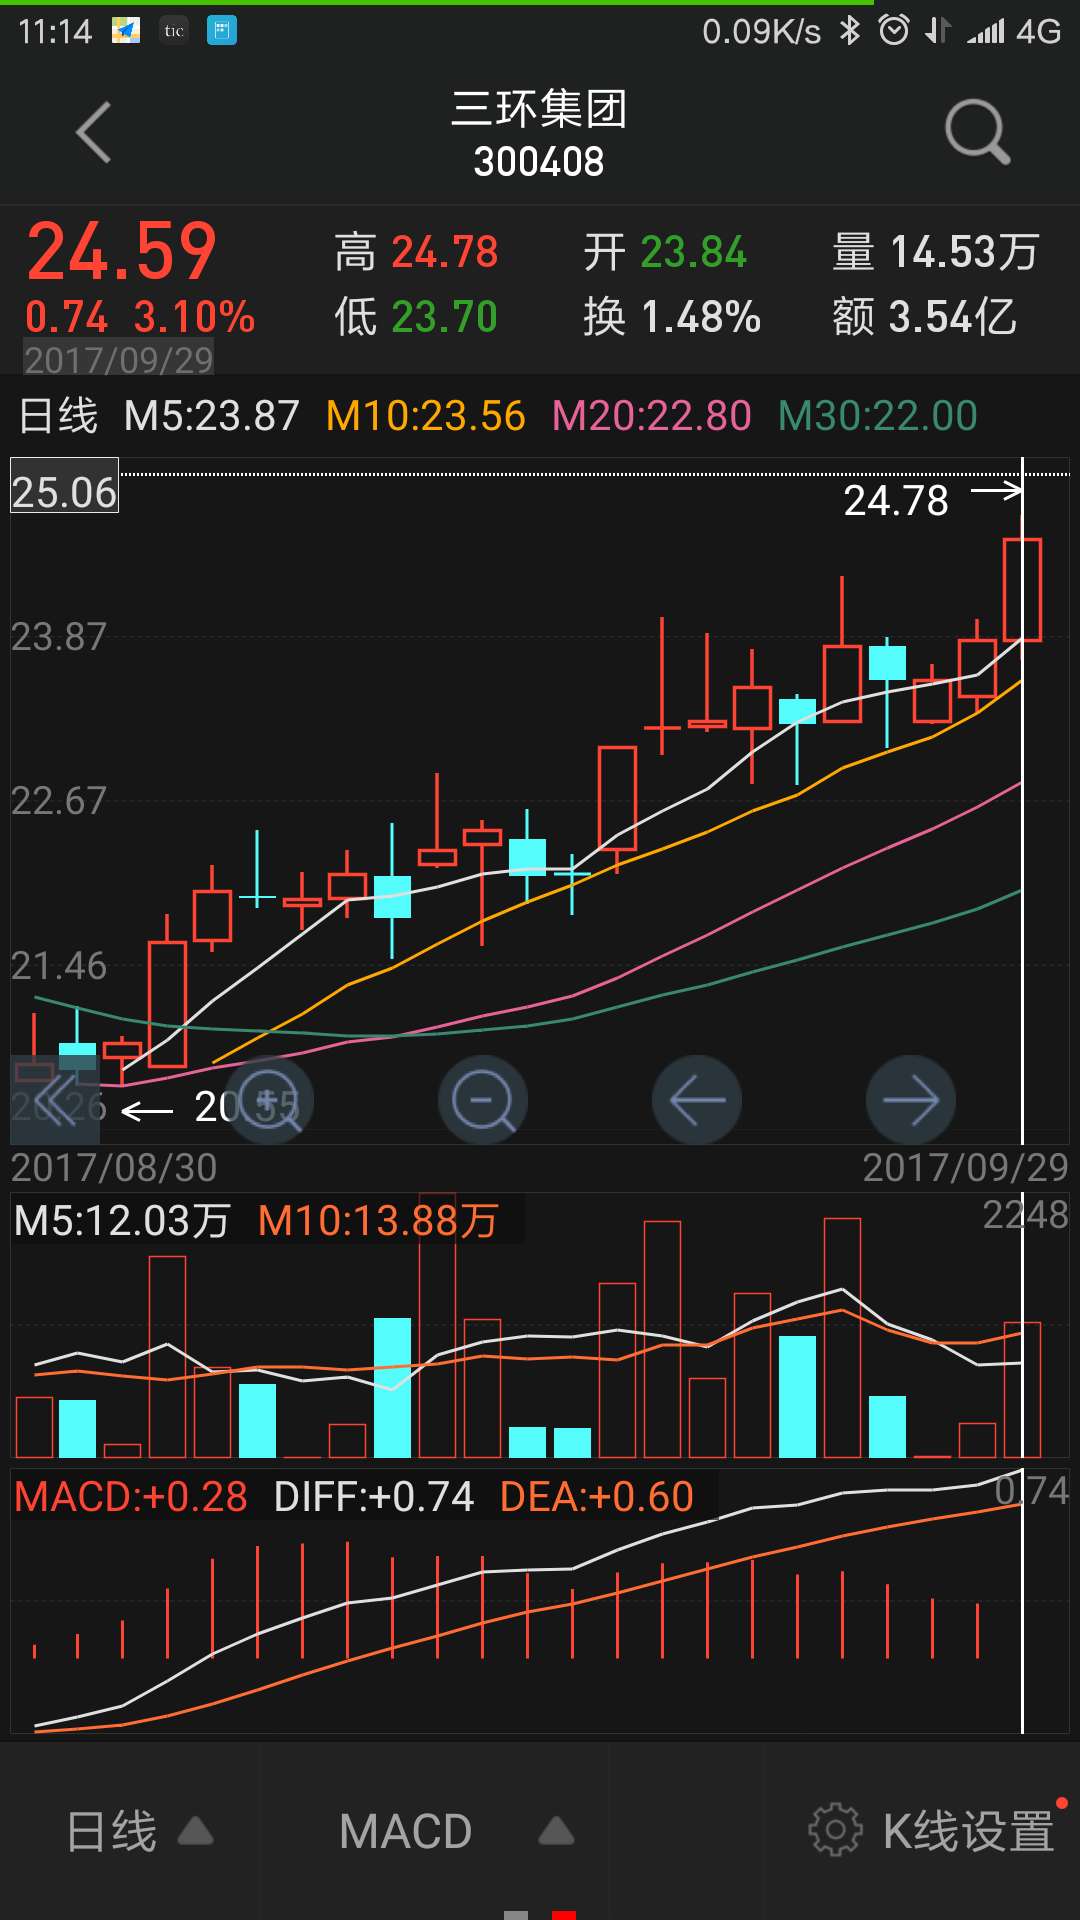 11:14 tic 0.09K/s 4G
三环集团
300408
24.59 高 24.78 开 23.84 量 14.53万
0.74 3.10% 低 23.70 换 1.48% 额 3.54亿
2017/09/29
日线 M5:23.87 M10:23.56 M20:22.80 M30:22.00
25.06
24.78
23.87
22.67
21.46
20.26 20.55
2017/08/30 2017/09/29
M5:12.03万 M10:13.88万 2248
MACD:+0.28 DIFF:+0.74 DEA:+0.60 0.74
日线 MACD K线设置